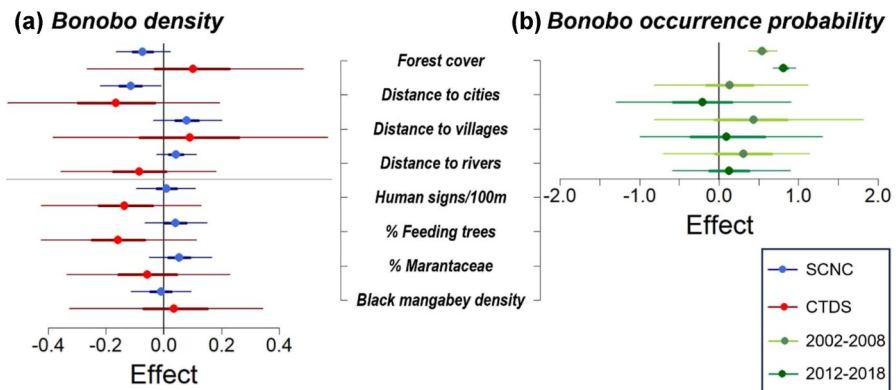 (a) Bonobo density
(b) Bonobo occurrence probability
Forest cover
Distance to cities
Distance to villages
Distance to rivers
Human signs/100m
% Feeding trees
% Marantaceae
Black mangabey density
-0.4 -0.2 0.0 0.2 0.4
Effect
-2.0 -1.0 0 1.0 2.0
Effect
SCNC
CTDS
2002-2008
2012-2018